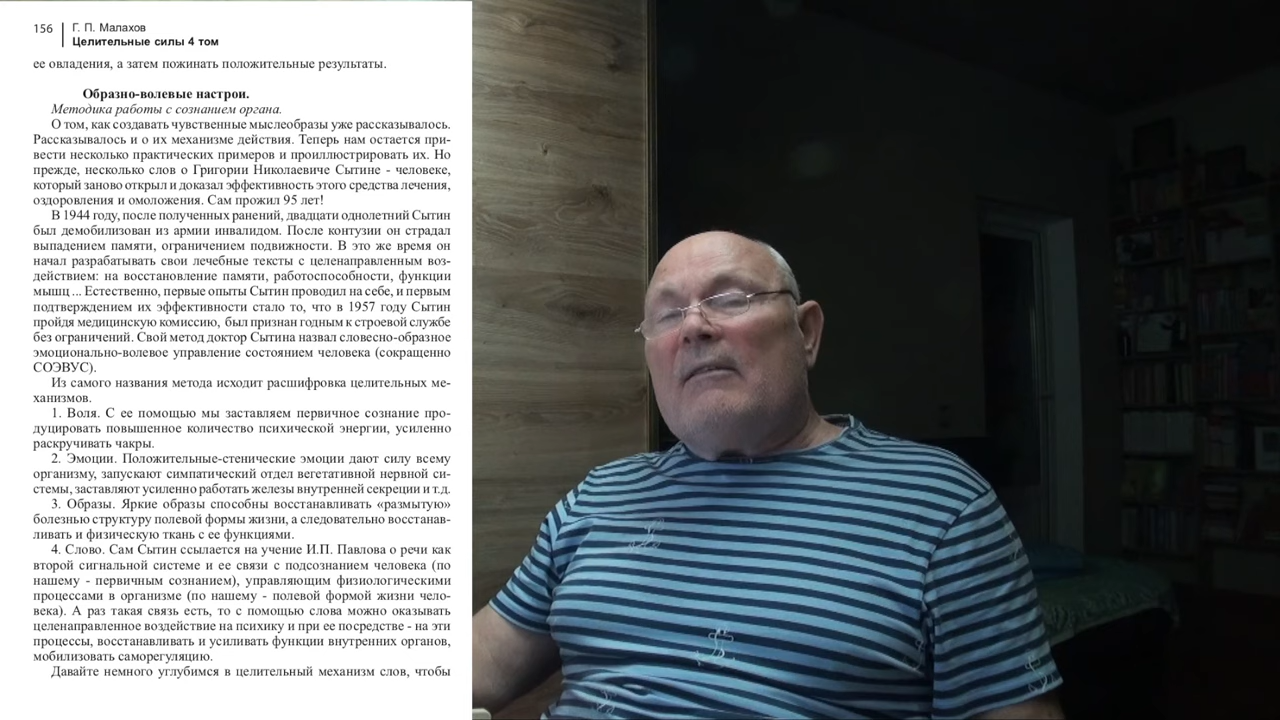 156
Г. П. Малахов
Целительные силы 4 том
ее овладения, а затем пожинать положительные результаты.
Образно-волевые настрои.
Методика работы с сознанием органа.
О том, как создавать чувственные мыслеобразы уже рассказывалось.
Рассказывалось и о их механизме действия. Теперь нам остается при-
вести несколько практических примеров и проиллюстрировать их. Но
прежде, несколько слов о Григории Николаевиче Сытине - человеке,
который заново открыл и доказал эффективность этого средства лечения,
оздоровления и омоложения. Сам прожил 95 лет!
В 1944 году, после полученных ранений, двадцати однолетний Сытин
был демобилизован из армии инвалидом. После контузии он страдал
выпадением памяти, ограничением подвижности. В это же время он
начал разрабатывать свои лечебные тексты с целенаправленным воз-
действием: на восстановление памяти, работоспособности, функции
мышц ... Естественно, первые опыты Сытин проводил на себе, и первым
подтверждением их эффективности стало то, что в 1957 году Сытин
пройдя медицинскую комиссию, был признан годным к строевой службе
без ограничений. Свой метод доктор Сытина назвал словесно-образное
эмоционально-волевое управление состоянием человека (сокращенно
СОЭВУС).
Из самого названия метода исходит расшифровка целительных ме-
ханизмов.
1. Воля. С ее помощью мы заставляем первичное сознание про-
дуцировать повышенное количество психической энергии, усиленно
раскручивать чакры.
2. Эмоции. Положительные-стенические эмоции дают силу всему
организму, запускают симпатический отдел вегетативной нервной си-
стемы, заставляют усиленно работать железы внутренней секреции и т.д.
3. Образы. Яркие образы способны восстанавливать «размытую»
болезнью структуру полевой формы жизни, а следовательно восстанав-
ливать и физическую ткань с ее функциями.
4. Слово. Сам Сытин ссылается на учение И.П. Павлова о речи как
второй сигнальной системе и ее связи с подсознанием человека (по
нашему - первичным сознанием), управляющим физиологическими
процессами в организме (по нашему - полевой формой жизни чело-
века). А раз такая связь есть, то с помощью слова можно оказывать
целенаправленное воздействие на психику и при ее посредстве - на эти
процессы, восстанавливать и усиливать функции внутренних органов,
мобилизовать саморегуляцию.
Давайте немного углубимся в целительный механизм слов, чтобы